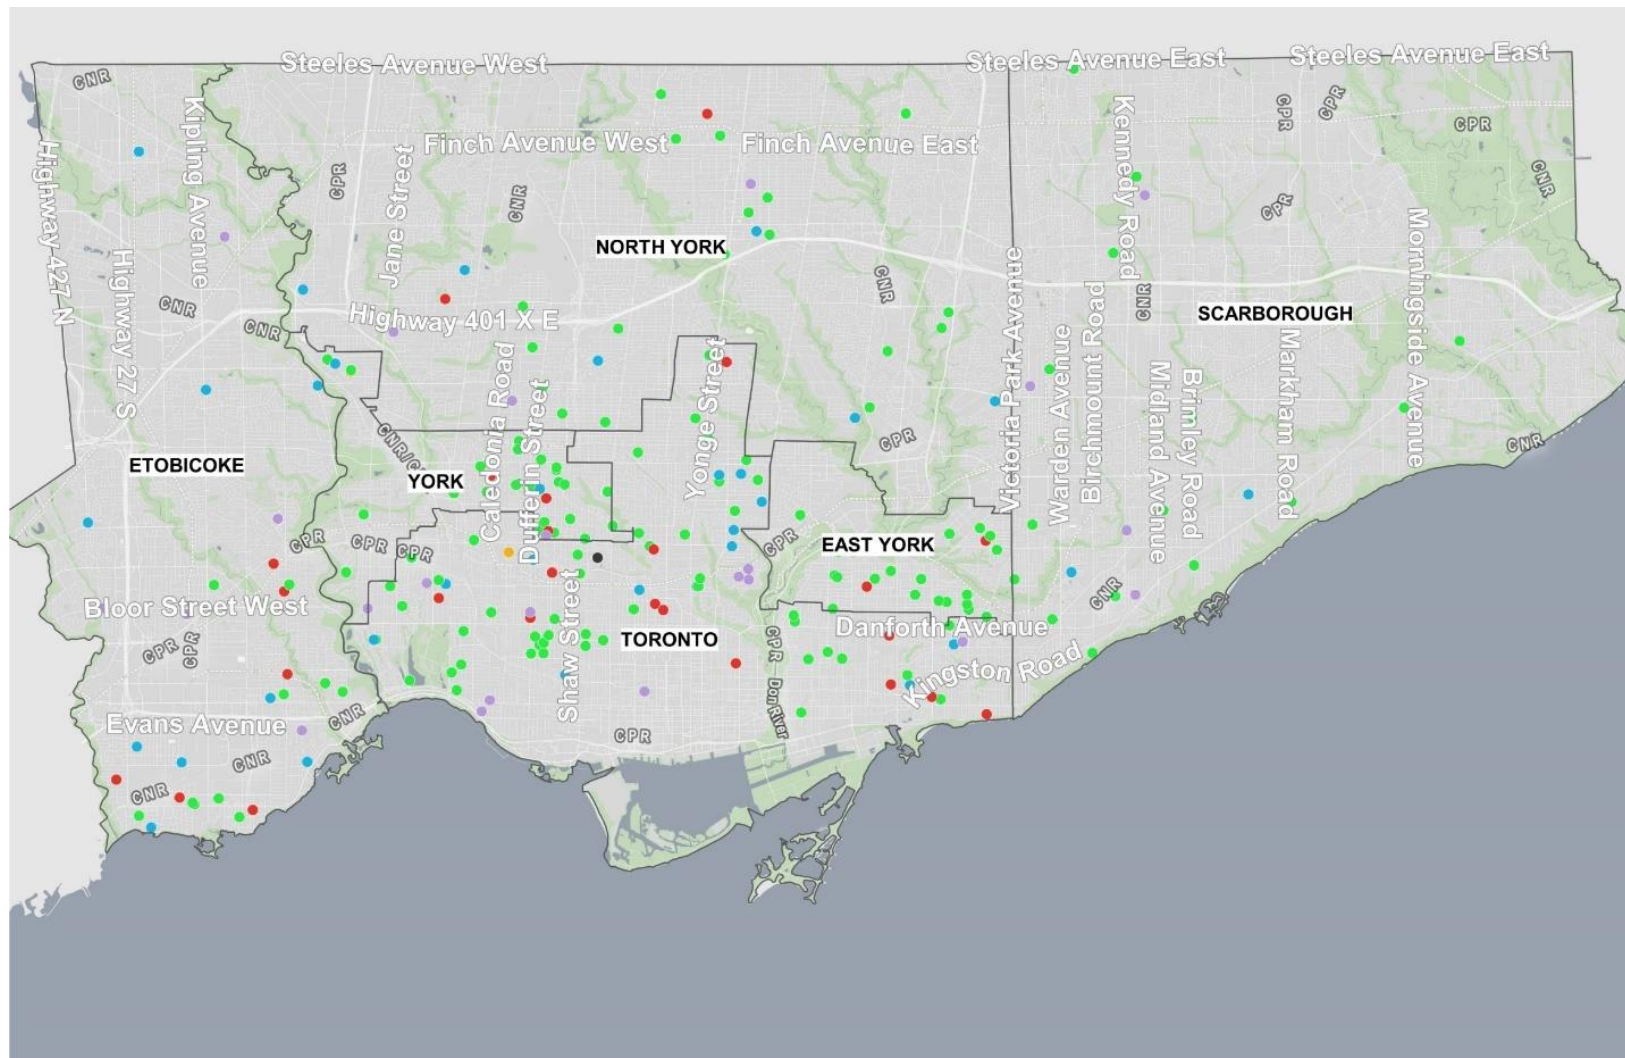 Steeles Avenue West
Steeles Avenue East
Steeles Avenue East
CNR
Kipling Avenue
Kennedy Road
CPR
CPR
CPR
Finch Avenue West
Finch Avenue East
Highway 427 N
Jane Street
CPR
CNR
CNR
CPR
Highway 27 S
NORTH YORK
Morningside Avenue
Victoria Park Avenue
CNR
CNR
CNR
CNR
Highway 401 X E
SCARBOROUGH
Birchmount Road
Warden Avenue
Markham Road
Caledonia Road
Yonge Street
Midland Avenue
Brinley Road
Dufferin Street
CPR
CNR
ETOBICOKE
YORK
CPR
CPR
CPR
CPR
EAST YORK
CNR
Bloor Street West
Shaw Street
TORONTO
Danforth Avenue
CPR
CPR
CPR
Kingston Road
Don River
Evans Avenue
CNR
CPR
CNR
CNR